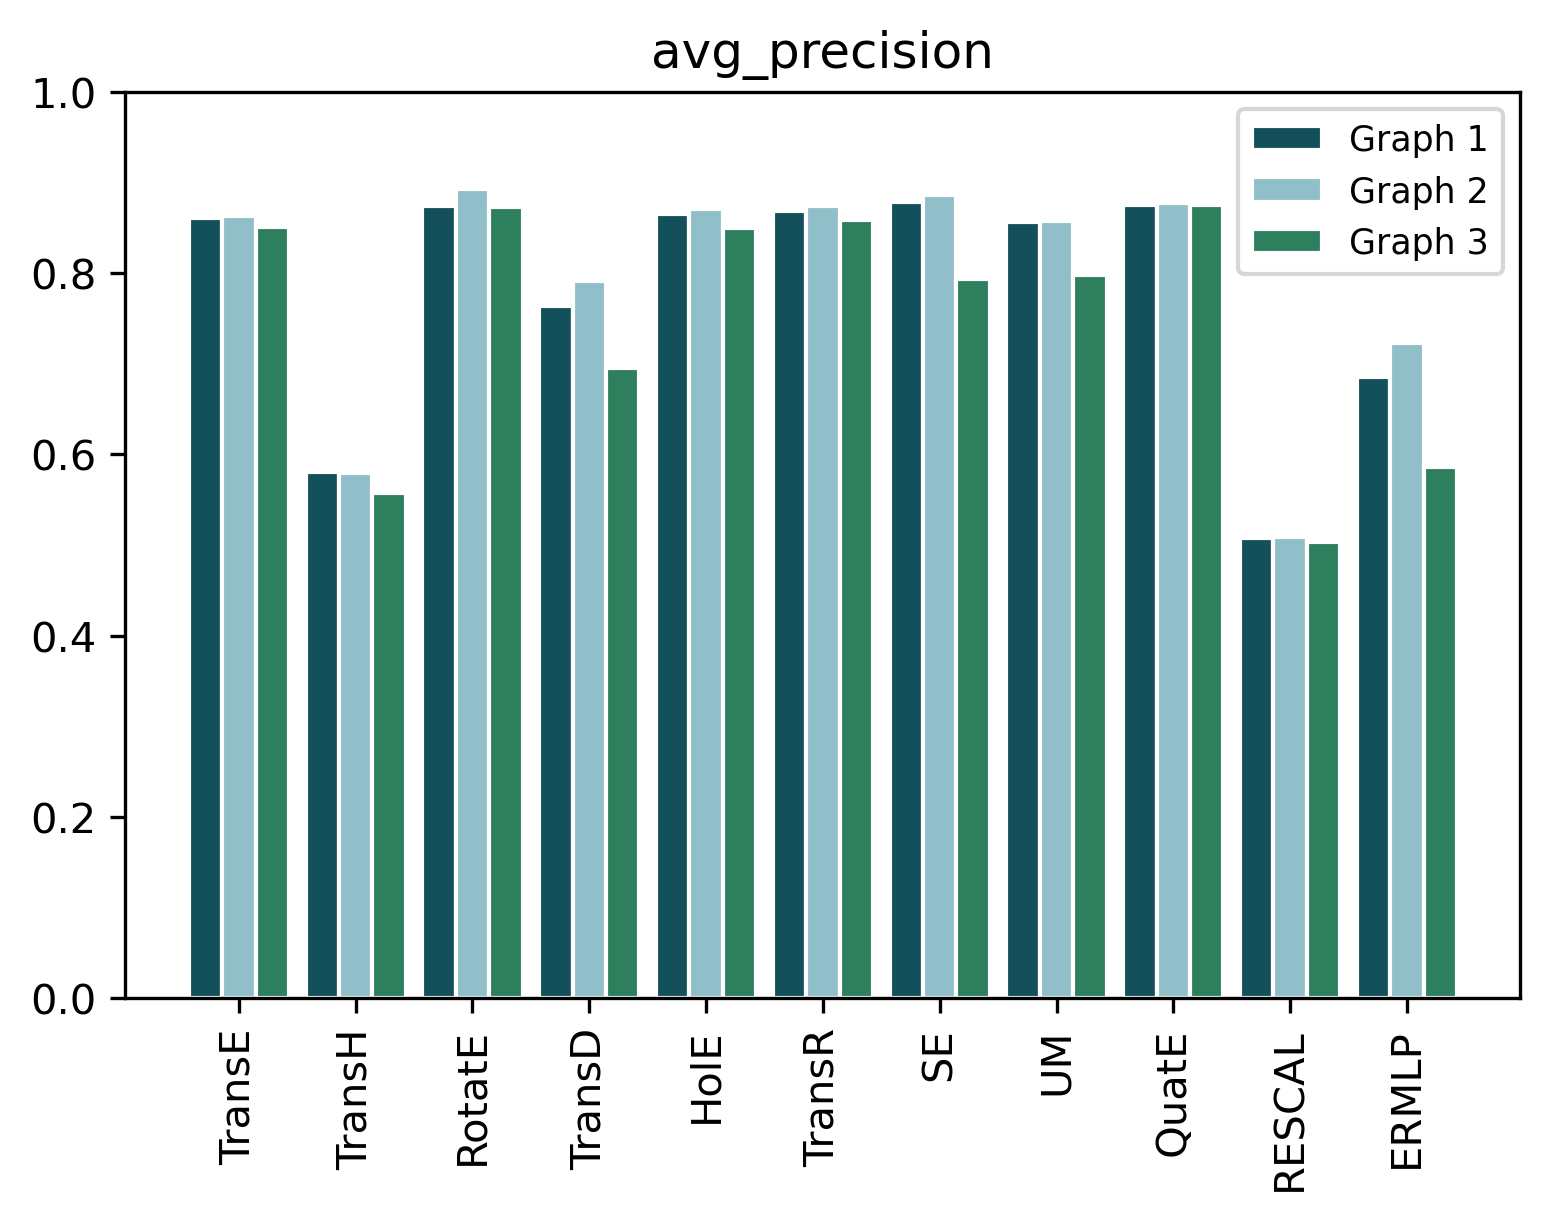 avg_precision
1.0
0.8
0.6
0.4
0.2
0.0
Graph 1
Graph 2
Graph 3
TransE
TransH
RotatE
TransD
HolE
TransR
SE
UM
QuatE
RESCAL
ERMLP